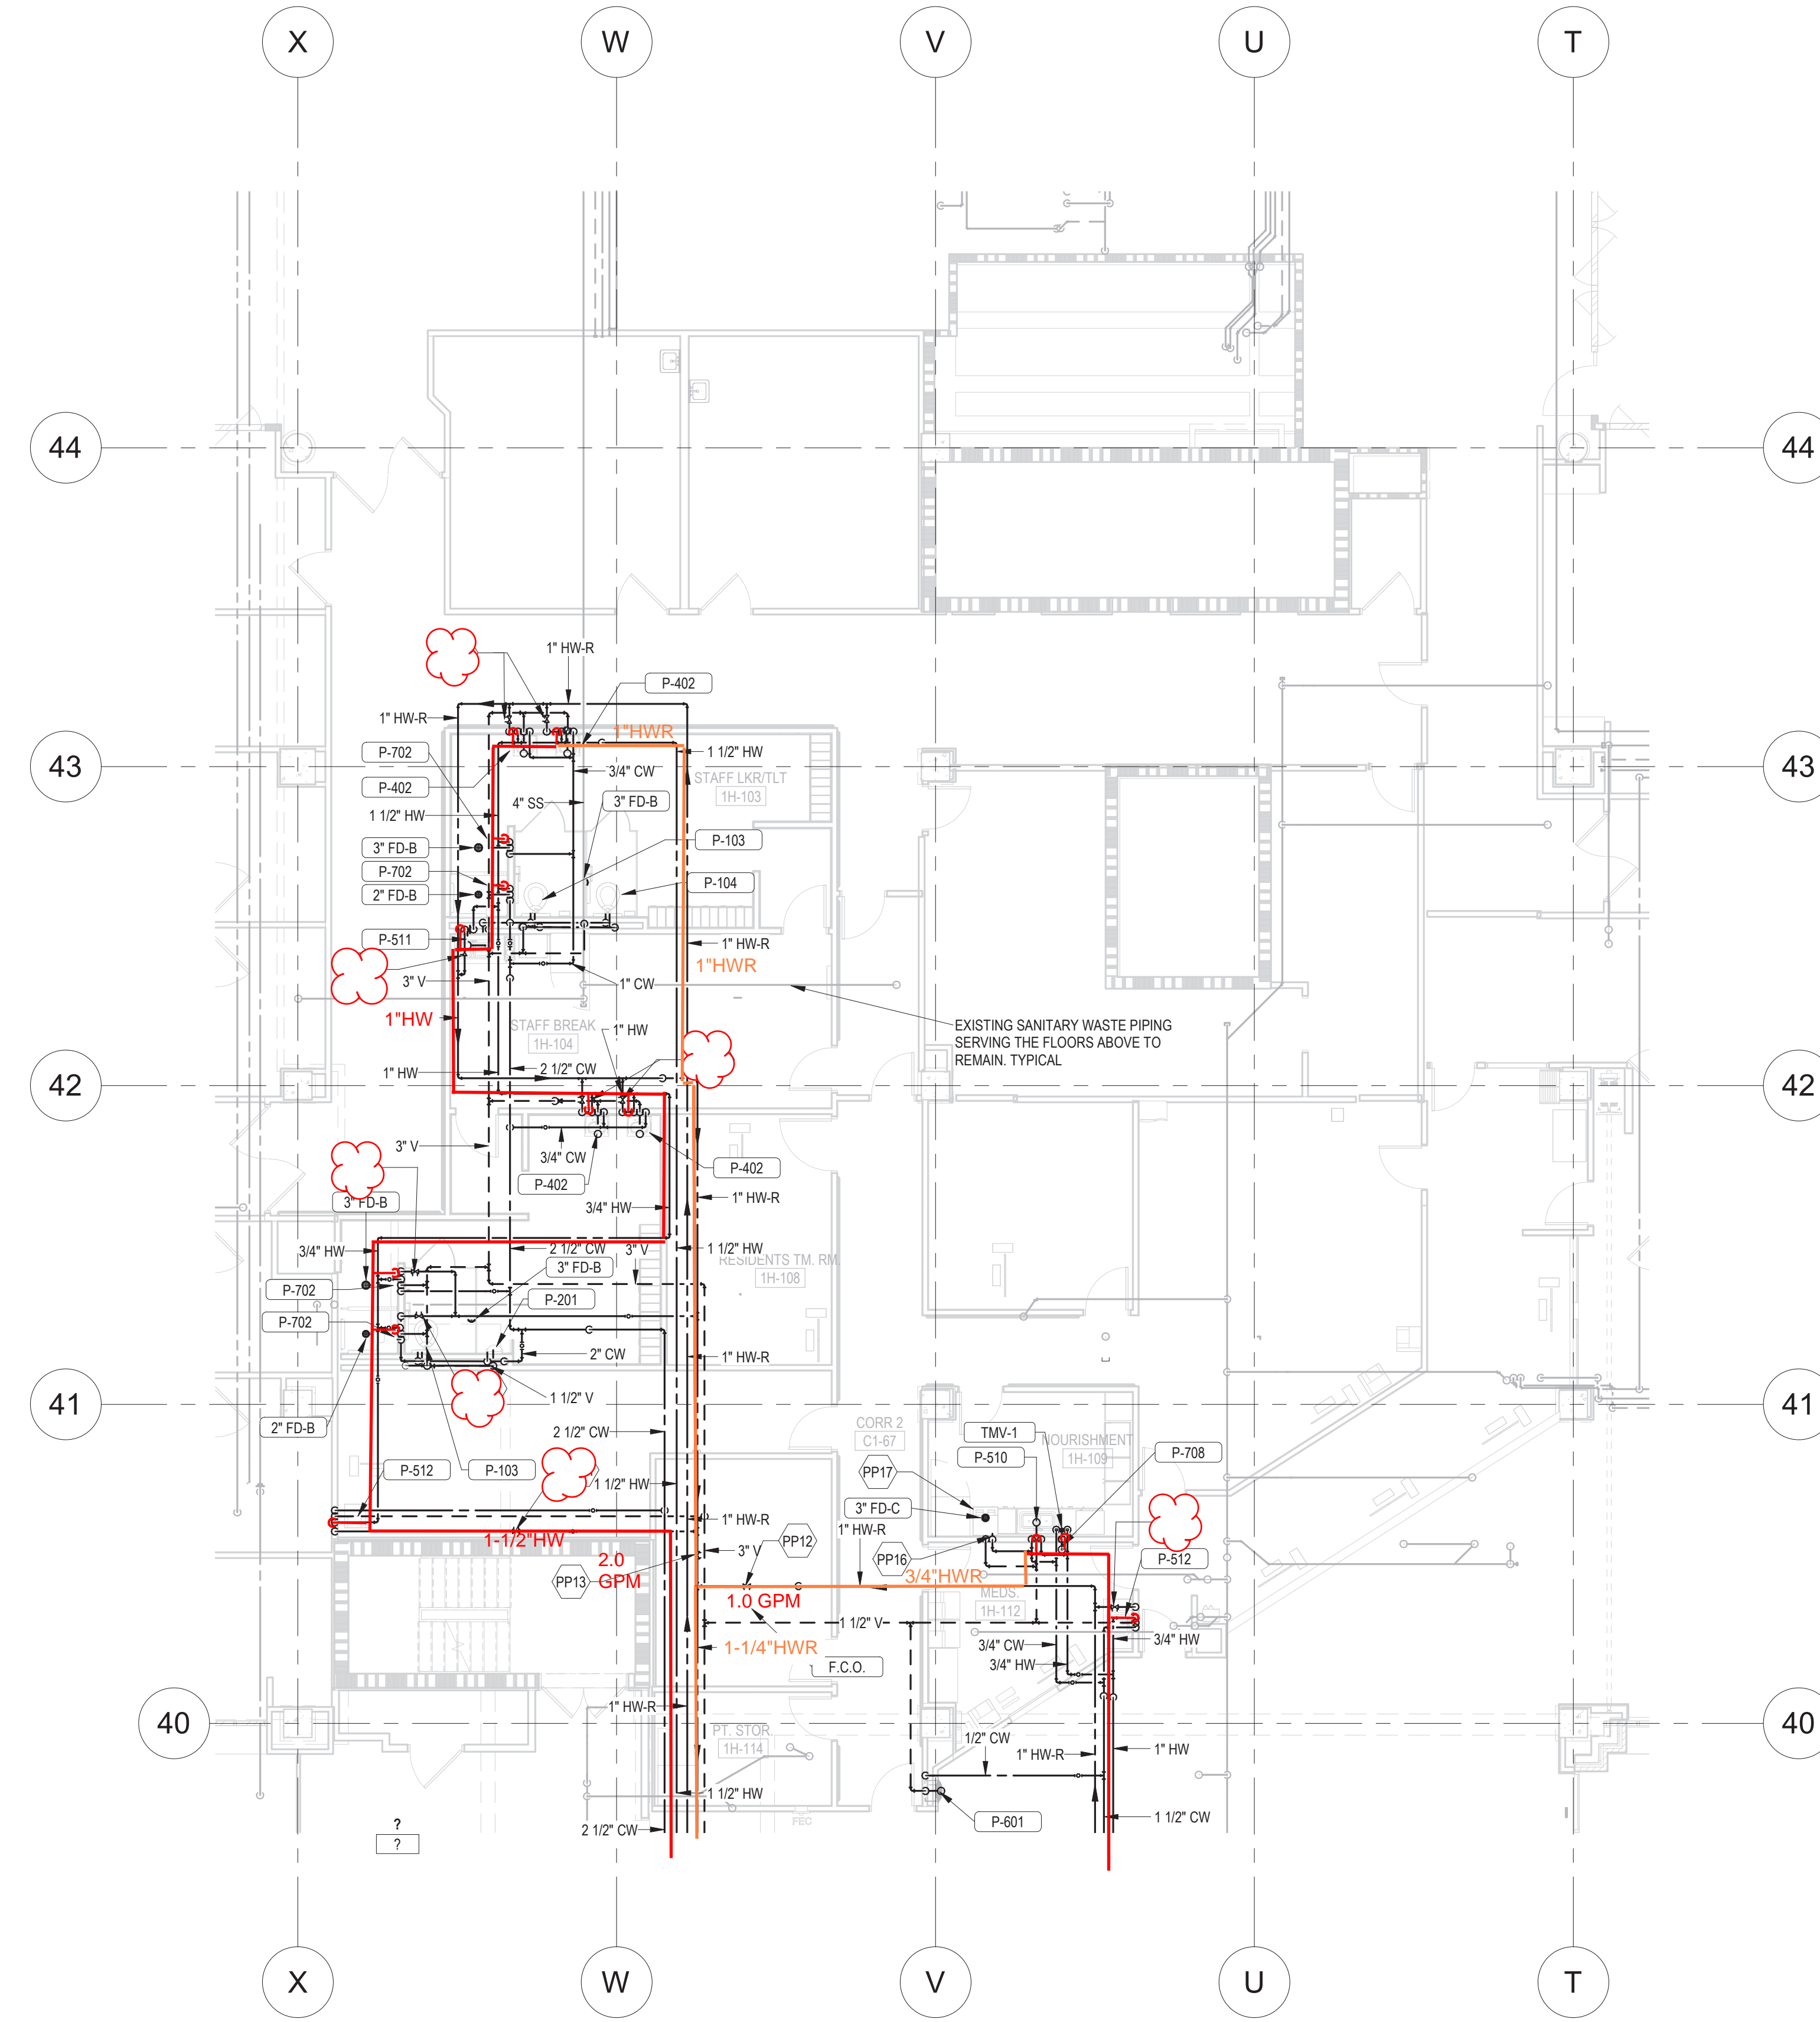 X
W
V
U
T
44
44
1" HW-R
P-402
1" HW-R
1"HWR
P-702
1 1/2" HW
43
3/4" CW
43
STAFF LKR/TLT
P-402
1H-103
4" SS
3" FD-B
1 1/2" HW
P-103
3" FD-B
P-702
P-104
2" FD-B
P-511
1" HW-R
1"HWR
3" V
1" CW
1"HW
STAFF BREAK
1" HW
EXISTING SANITARY WASTE PIPING
SERVING THE FLOORS ABOVE TO
REMAIN. TYPICAL
1H-104
1" HW
2 1/2" CW
42
42
3" V
3/4" CW
P-402
P-402
1" HW-R
3" FD-B
3/4" HW
3/4" HW
2 1/2" CW
3" V
1 1/2" HW
RESIDENTS TM. RM.
1H-108
3" FD-B
P-702
P-201
P-702
2" CW
1" HW-R
1 1/2" V
41
41
2" FD-B
2 1/2" CW
CORR 2
C1-67
TMV-1
NOURISHMENT
1H-109
P-510
P-708
P-512
P-103
PP17
1 1/2" HW
3" FD-C
1" HW-R
1" HW-R
1-1/2"HW
PP12
2.0
GPM
3" V
PP16
P-512
PP13
3/4"HWR
1.0 GPM
MEDS.
1H-112
1 1/2" V
3/4" CW
3/4" HW
1-1/4"HWR
3/4" HW
F.C.O.
1" HW-R
40
40
PT. STOR.
1H-114
1/2" CW
1" HW-R
1" HW
1 1/2" HW
?
?
2 1/2" CW
FEC
P-601
1 1/2" CW
X
W
V
U
T